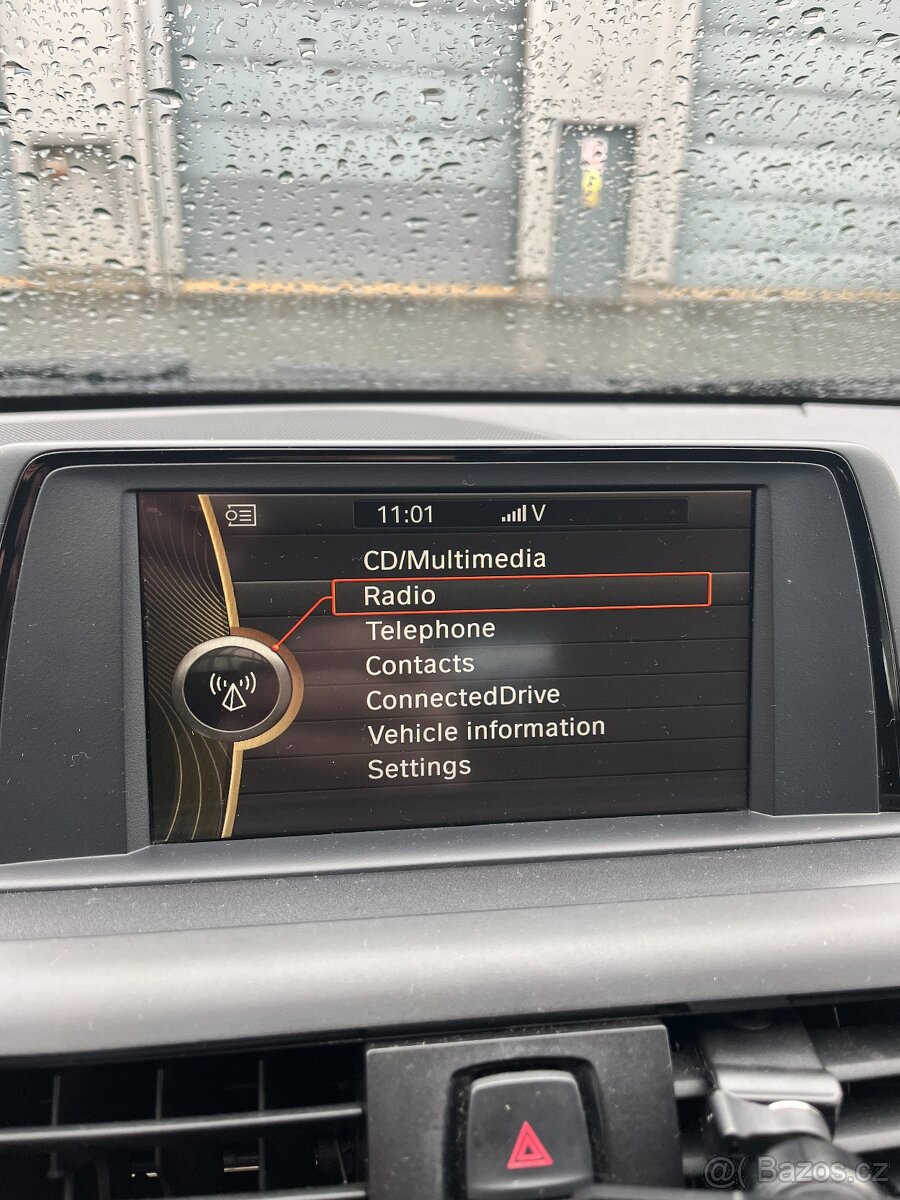 11:01 V
CD/Multimedia
Radio
Telephone
Contacts
ConnectedDrive
Vehicle information
Settings
@( Bazos.cz